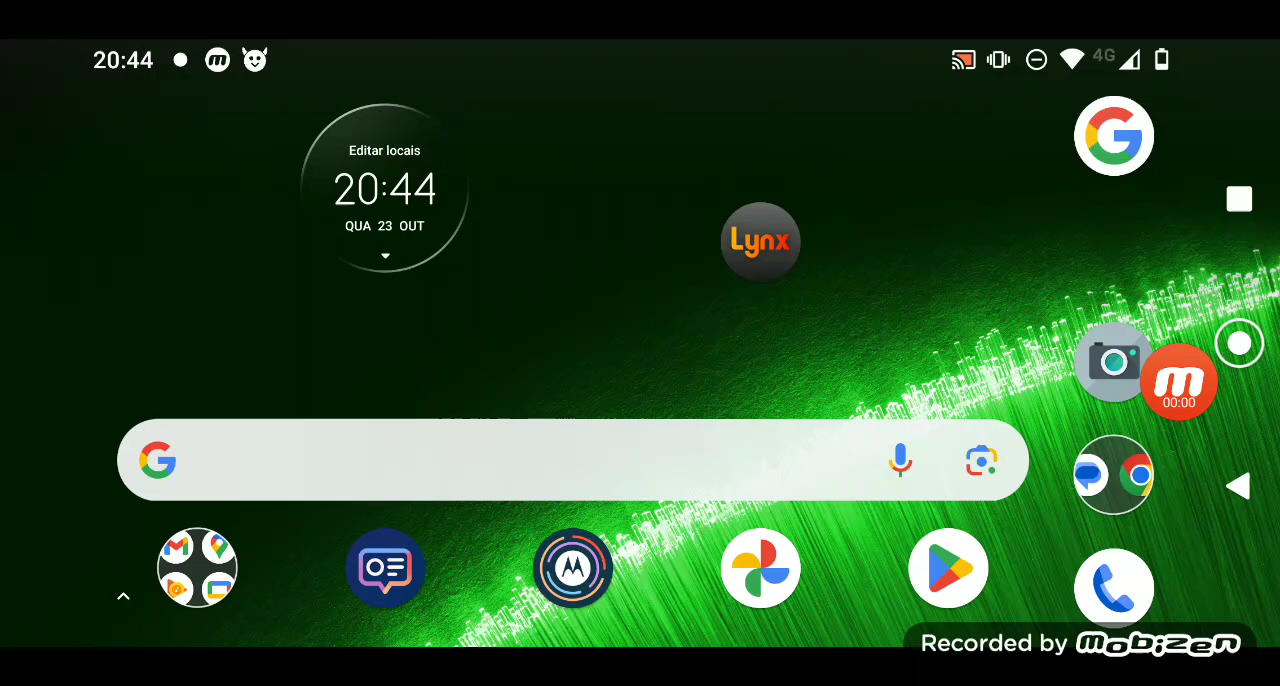 20:44
4G
Editar locais
20:44
QUA 23 OUT
Lynx
00:00
Recorded by mobizen